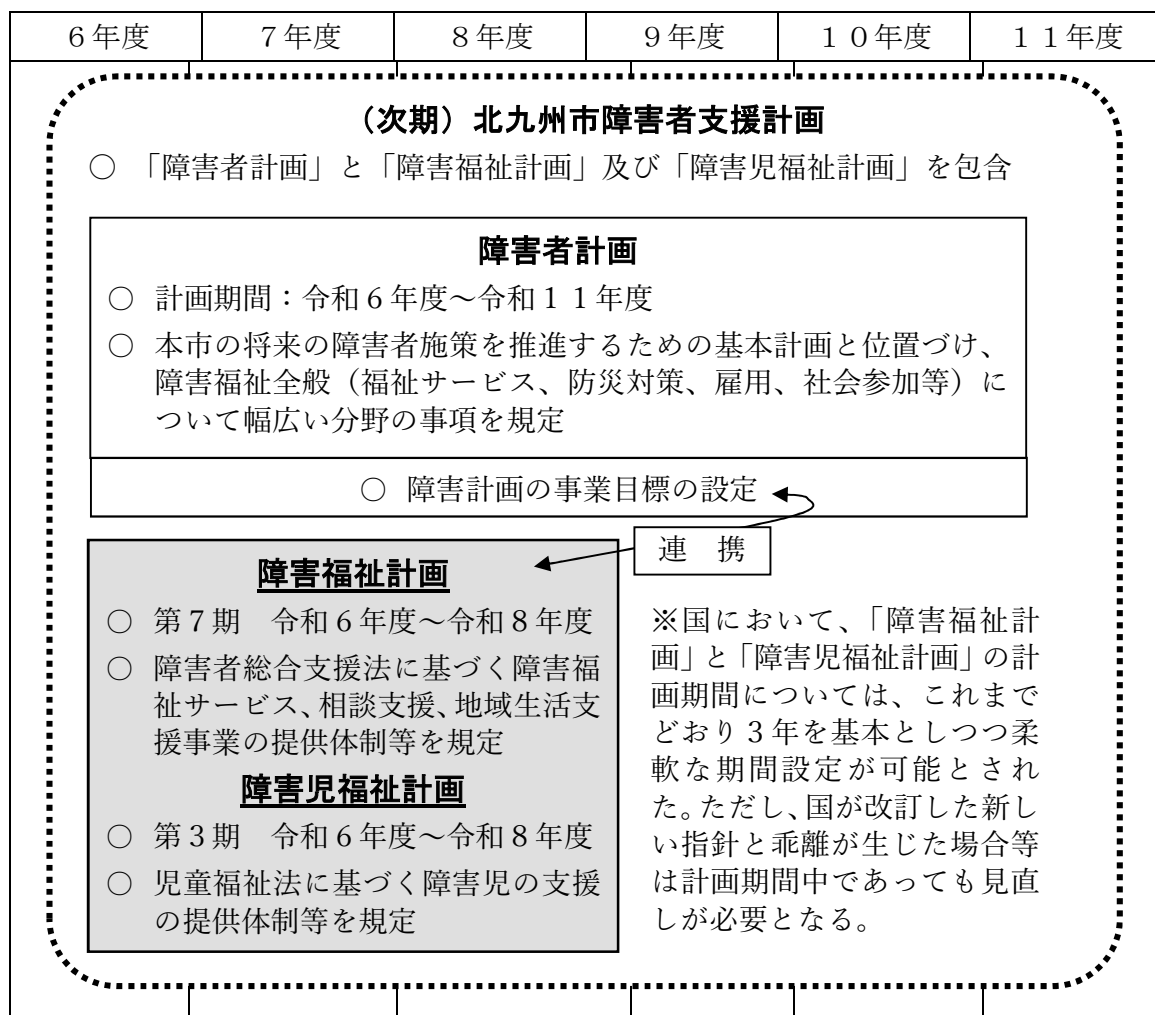 ６年度 ７年度 ８年度 ９年度 １０年度 １１年度
（次期）北九州市障害者支援計画
○ 「障害者計画」と「障害福祉計画」及び「障害児福祉計画」を包含
障害者計画
○ 計画期間：令和６年度～令和１１年度
○ 本市の将来の障害者施策を推進するための基本計画と位置づけ、
障害福祉全般（福祉サービス、防災対策、雇用、社会参加等）に
ついて幅広い分野の事項を規定
○ 障害計画の事業目標の設定
連　携
障害福祉計画
○ 第７期　令和６年度～令和８年度
○ 障害者総合支援法に基づく障害福
祉サービス、相談支援、地域生活支
援事業の提供体制等を規定
障害児福祉計画
○ 第３期　令和６年度～令和８年度
○ 児童福祉法に基づく障害児の支援
の提供体制等を規定
※国において、「障害福祉計
画」と「障害児福祉計画」の計
画期間については、これまで
どおり３年を基本としつつ柔
軟な期間設定が可能とされ
た。ただし、国が改訂した新し
い指針と乖離が生じた場合等
は計画期間中であっても見直
しが必要となる。